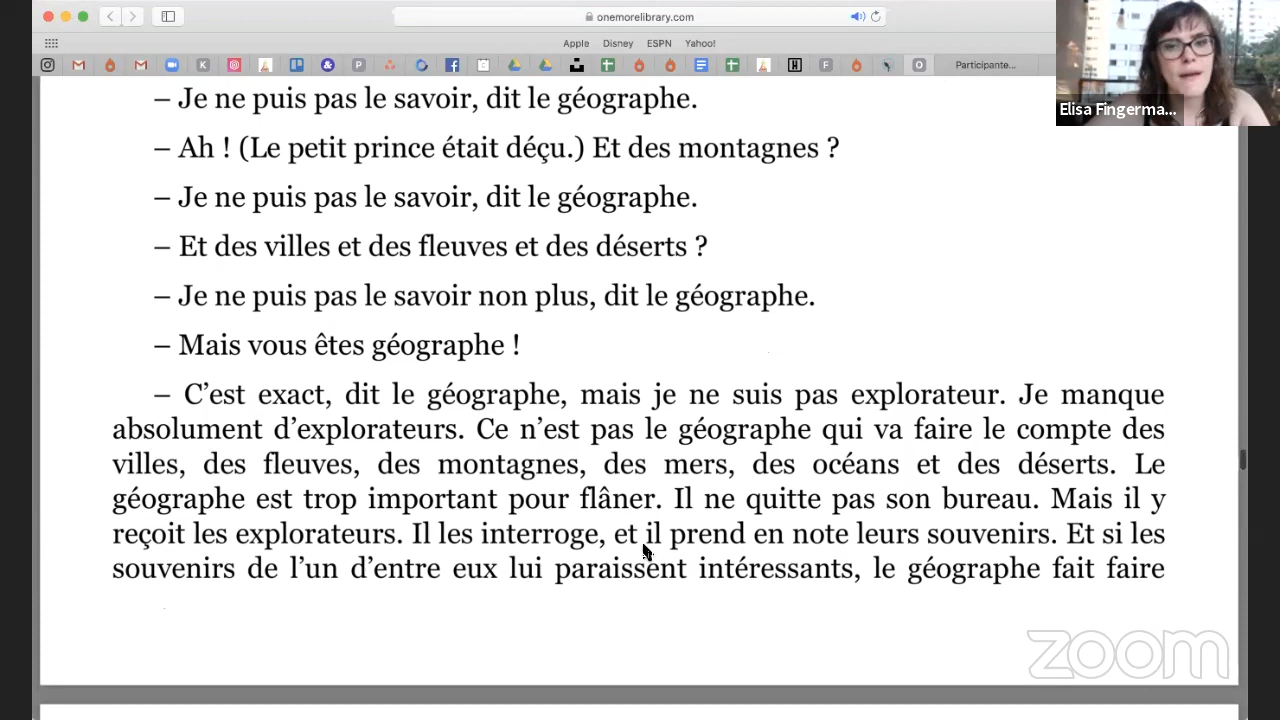 onemorelibrary.com
Apple Disney ESPN Yahoo!
Participante...
Elisa Fingerma...
– Je ne puis pas le savoir, dit le géographe.
– Ah ! (Le petit prince était déçu.) Et des montagnes ?
– Je ne puis pas le savoir, dit le géographe.
– Et des villes et des fleuves et des déserts ?
– Je ne puis pas le savoir non plus, dit le géographe.
– Mais vous êtes géographe !
– C’est exact, dit le géographe, mais je ne suis pas explorateur. Je manque
absolument d’explorateurs. Ce n’est pas le géographe qui va faire le compte des
villes, des fleuves, des montagnes, des mers, des océans et des déserts. Le
géographe est trop important pour flâner. Il ne quitte pas son bureau. Mais il y
reçoit les explorateurs. Il les interroge, et il prend en note leurs souvenirs. Et si les
souvenirs de l’un d’entre eux lui paraissent intéressants, le géographe fait faire
zoom